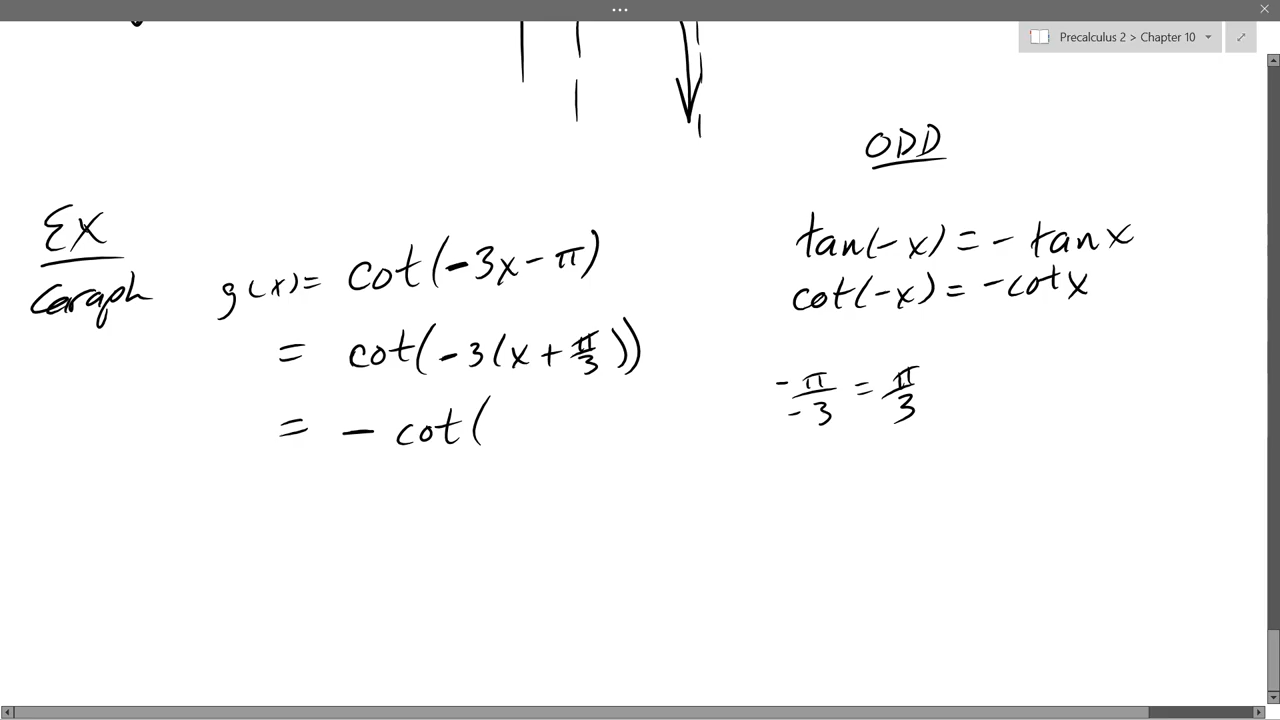 Precalculus 2 > Chapter 10
ODD
Ex
Graph
g(x) = cot(-3x - π)
= cot(-3(x + π/3))
= - cot(
tan(-x) = - tan x
cot(-x) = - cot x
-π/-3 = π/3